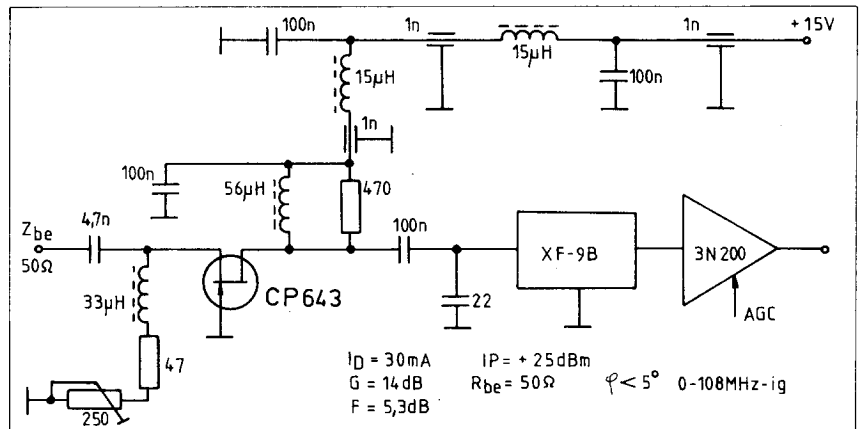 100n
1n
15µH
1n
+15V
15µH
100n
1n
100n
56µH
470
4,7n
100n
Zbe
50Ω
XF-9B
3N200
33µH
CP643
22
AGC
47
250
ID = 30mA IP = + 25dBm
G = 14dB Rbe = 50Ω φ < 5° 0-108MHz-ig
F = 5,3dB